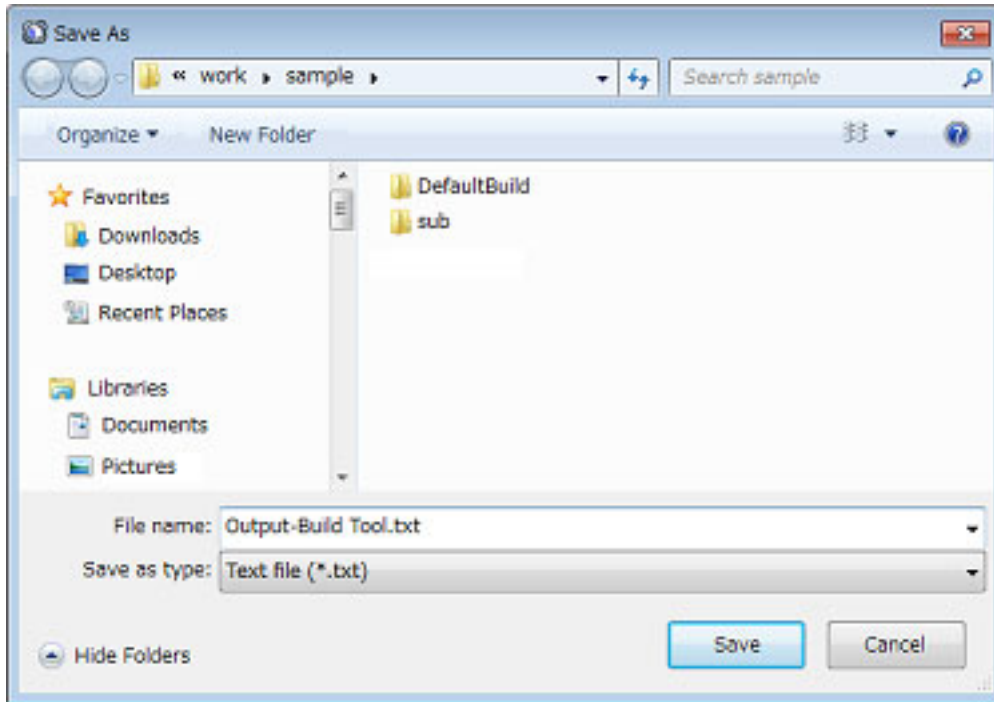 Save As
« work ▸ sample ▸
Search sample
Organize ▾ New Folder
Favorites
Downloads
Desktop
Recent Places
Libraries
Documents
Pictures
DefaultBuild
sub
File name: Output-Build Tool.txt
Save as type: Text file (*.txt)
Hide Folders
Save Cancel